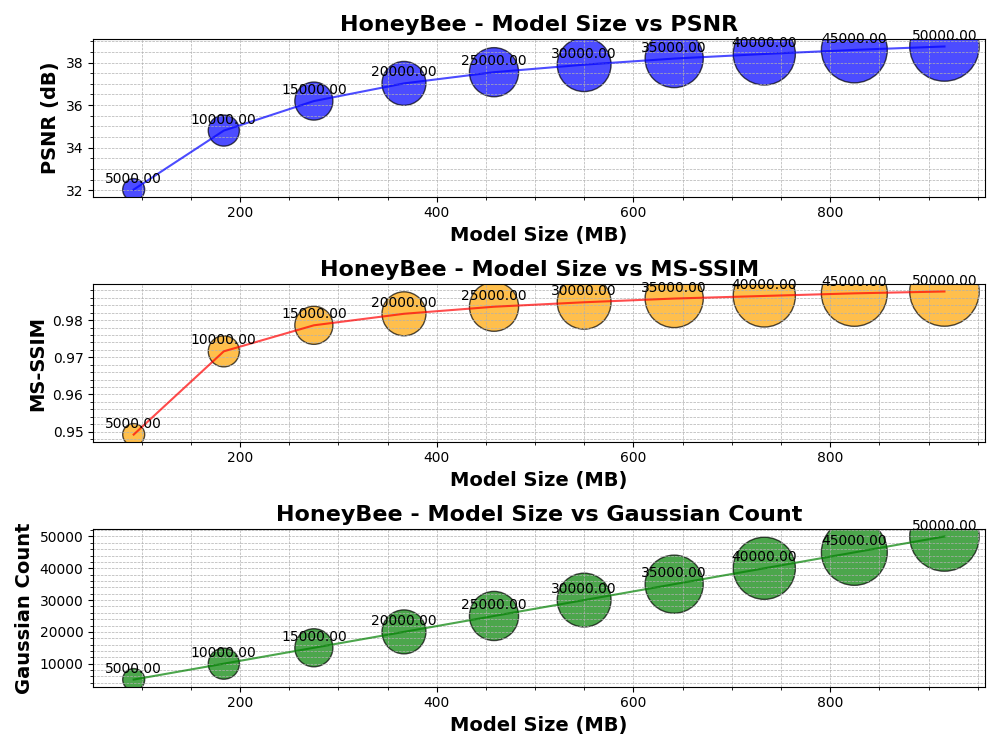 HoneyBee - Model Size vs PSNR
PSNR (dB)
38
36
34
32
5000.00 10000.00 15000.00 20000.00 25000.00 30000.00 35000.00 40000.00 45000.00 50000.00
200 400 600 800
Model Size (MB)
HoneyBee - Model Size vs MS-SSIM
MS-SSIM
0.98
0.97
0.96
0.95
5000.00 10000.00 15000.00 20000.00 25000.00 30000.00 35000.00 40000.00 45000.00 50000.00
200 400 600 800
Model Size (MB)
HoneyBee - Model Size vs Gaussian Count
Gaussian Count
50000
40000
30000
20000
10000
5000.00 10000.00 15000.00 20000.00 25000.00 30000.00 35000.00 40000.00 45000.00 50000.00
200 400 600 800
Model Size (MB)